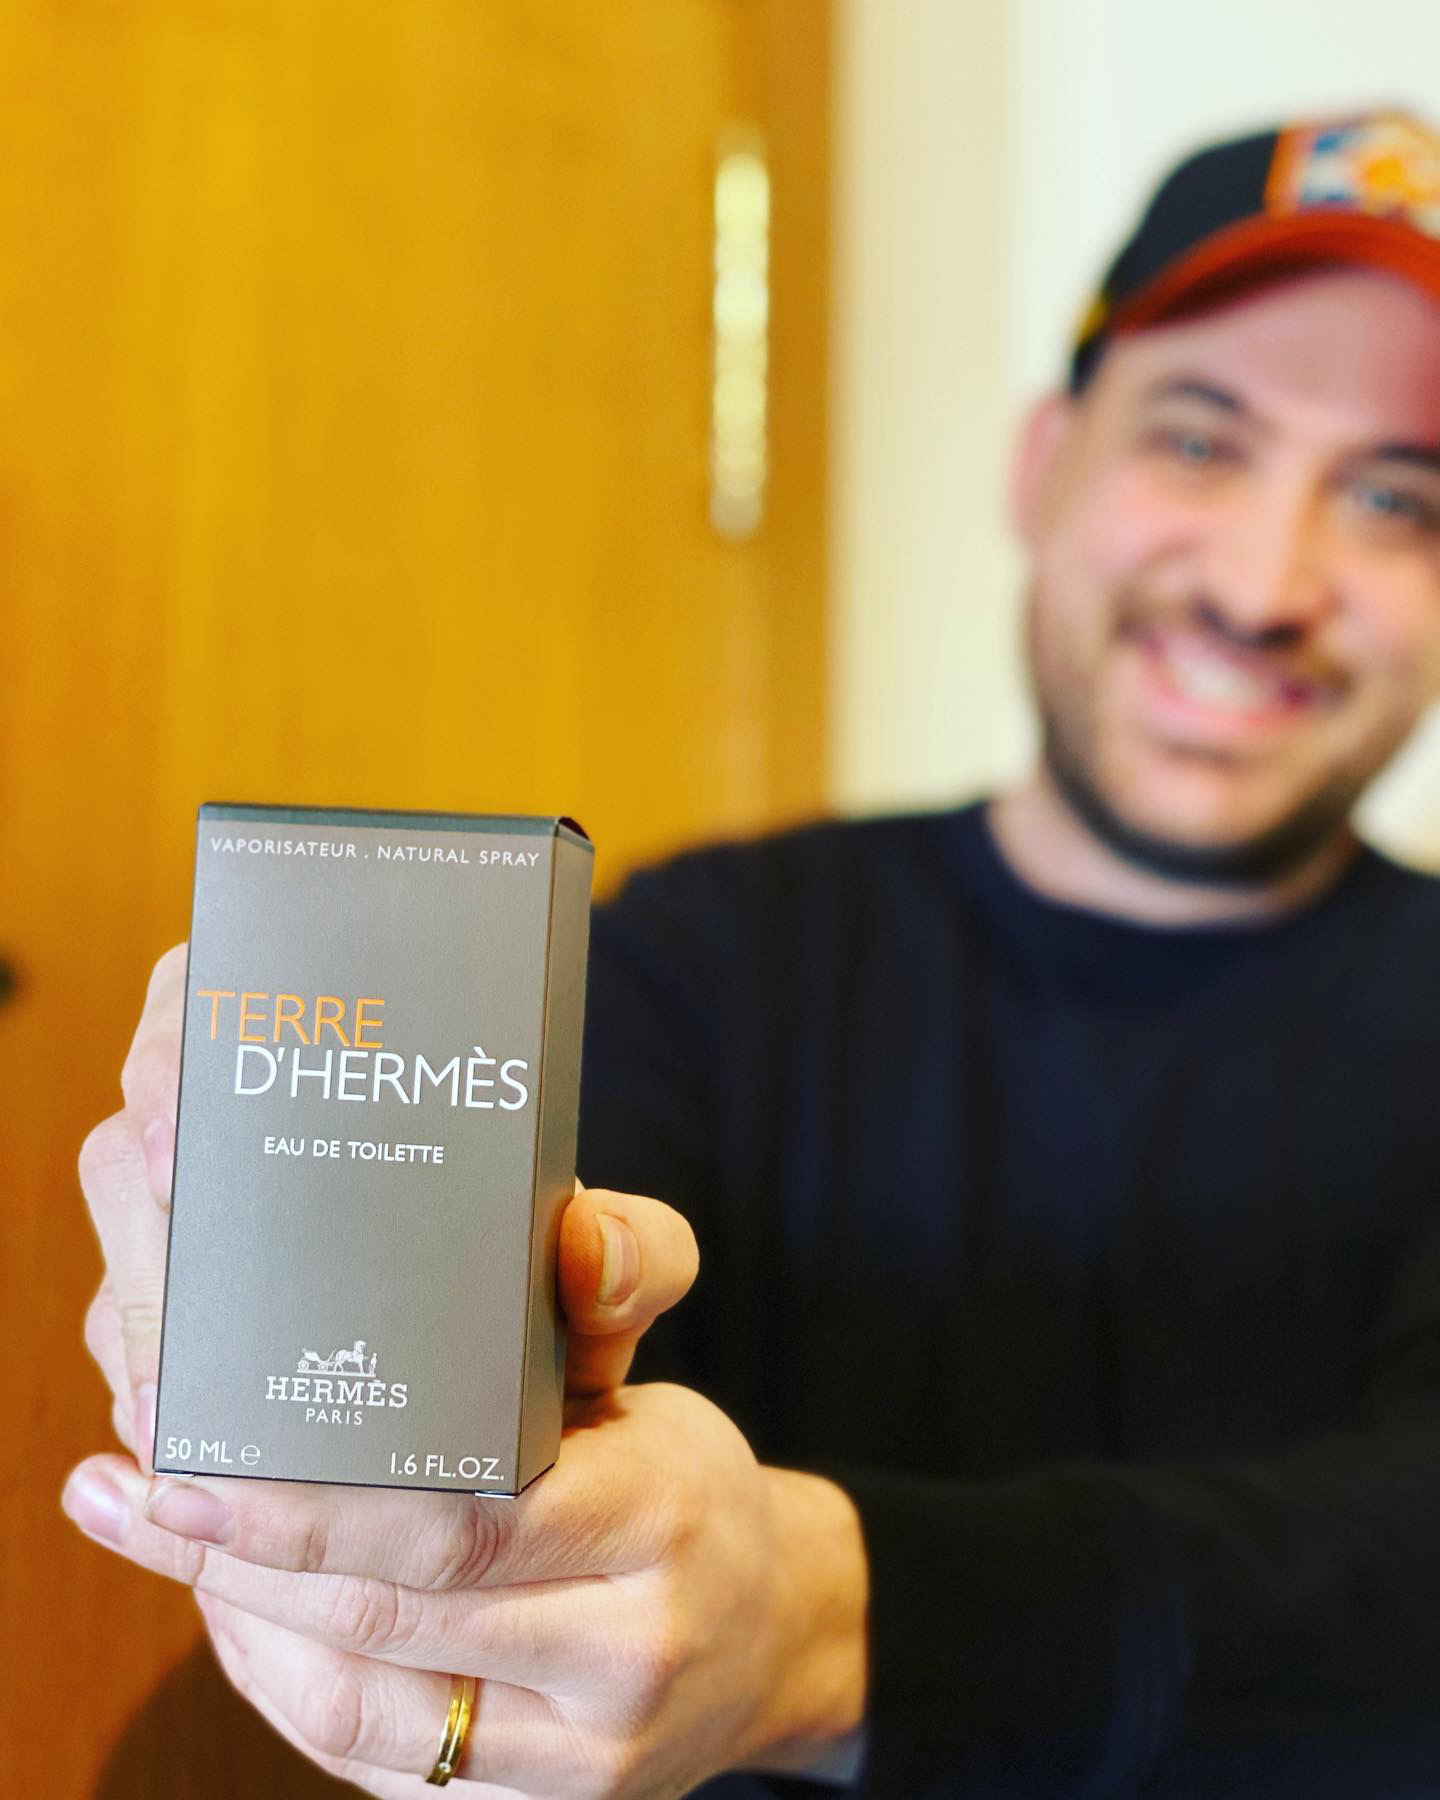 VAPORISATEUR . NATURAL SPRAY
TERRE
D'HERMÈS
EAU DE TOILETTE
HERMÈS
PARIS
50 ML ℮
1.6 FL.OZ.